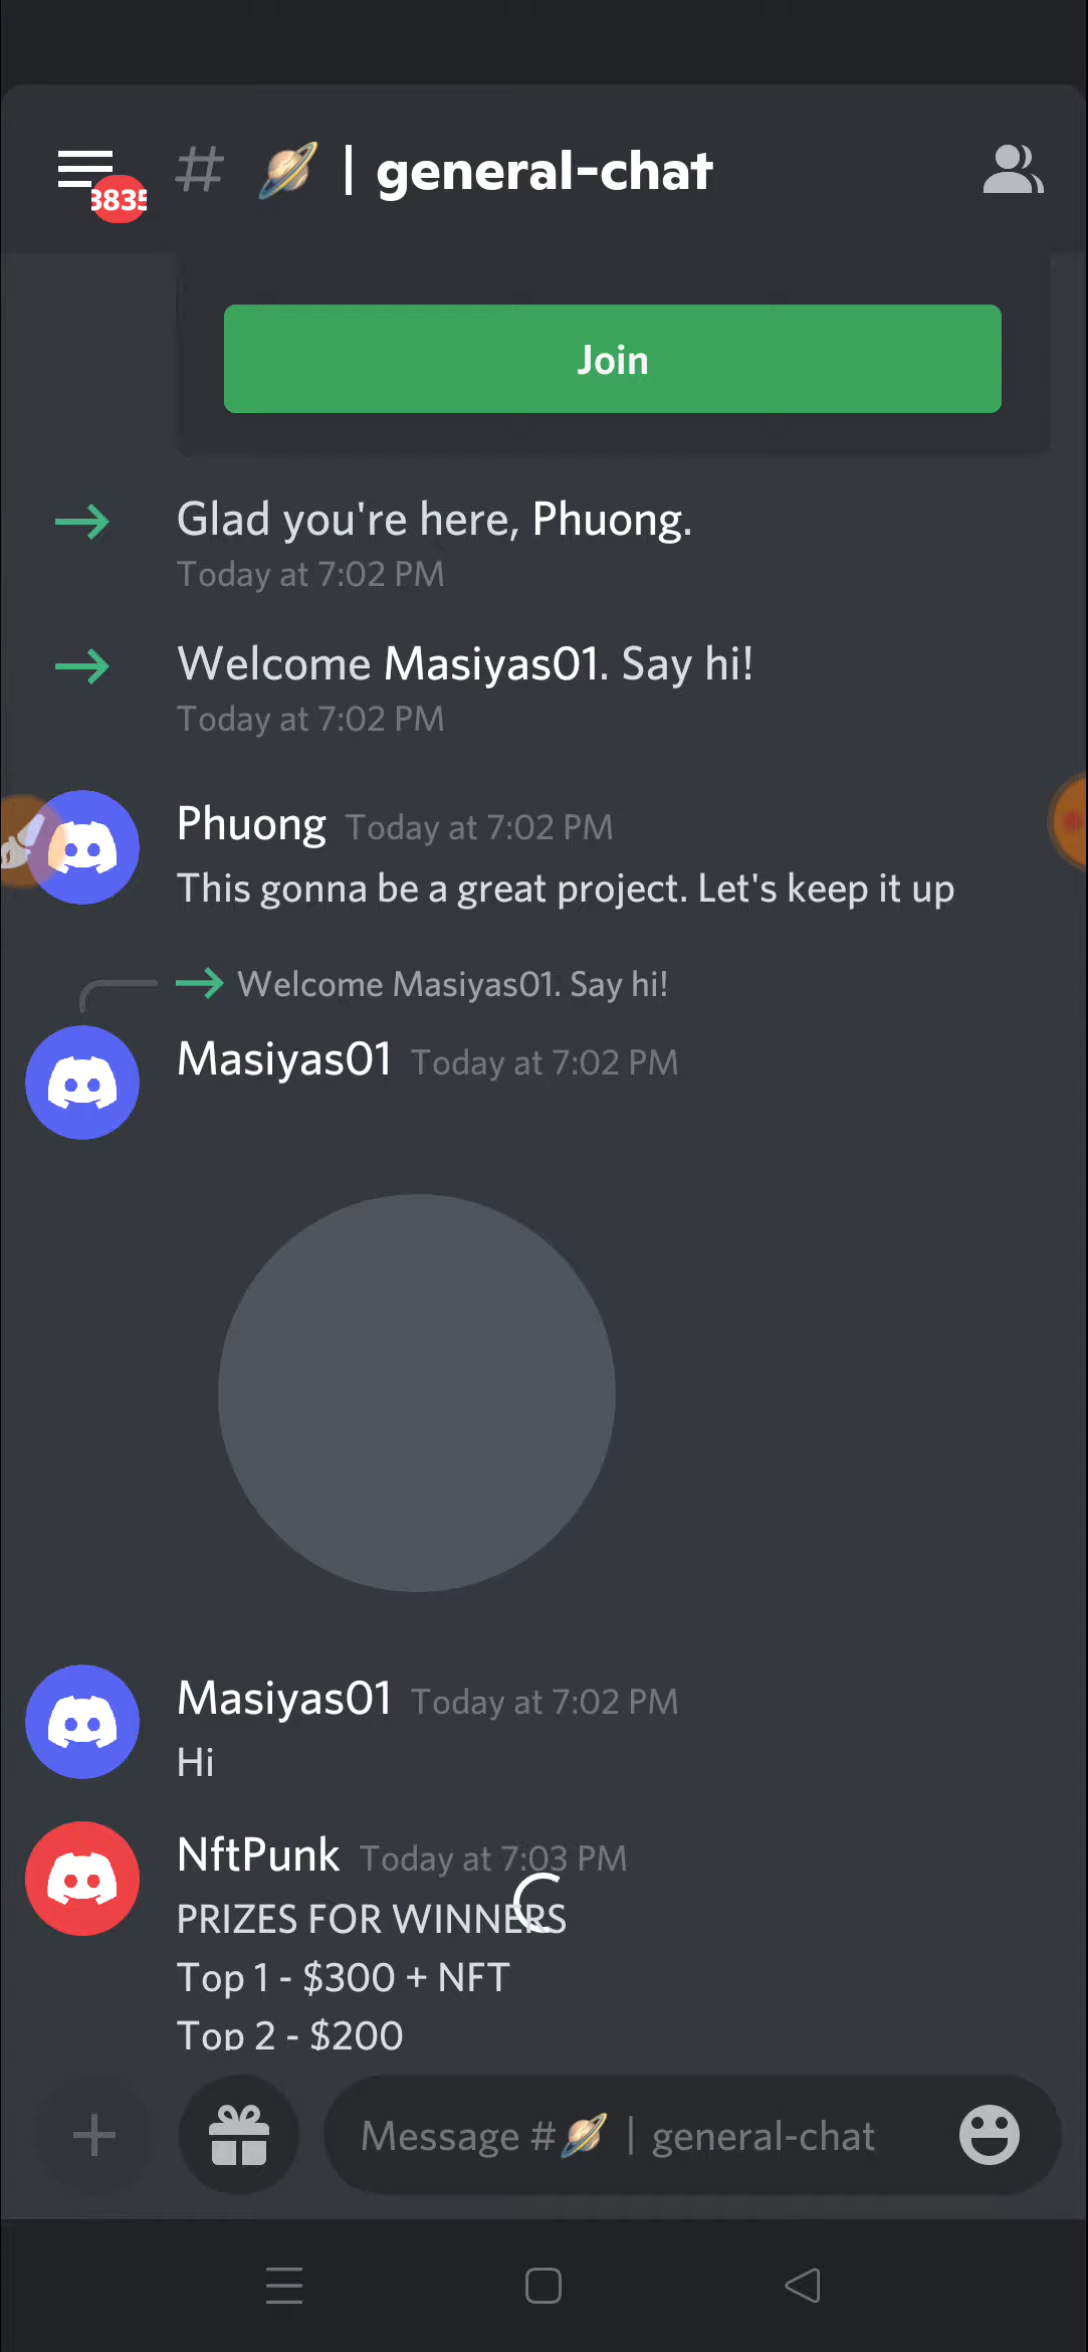 3835
# 🪐 | general-chat
Join
Glad you're here, Phuong.
Today at 7:02 PM
Welcome Masiyas01. Say hi!
Today at 7:02 PM
Phuong Today at 7:02 PM
This gonna be a great project. Let's keep it up
Welcome Masiyas01. Say hi!
Masiyas01 Today at 7:02 PM
Masiyas01 Today at 7:02 PM
Hi
NftPunk Today at 7:03 PM
PRIZES FOR WINNERS
Top 1 - $300 + NFT
Top 2 - $200
Message #🪐 | general-chat